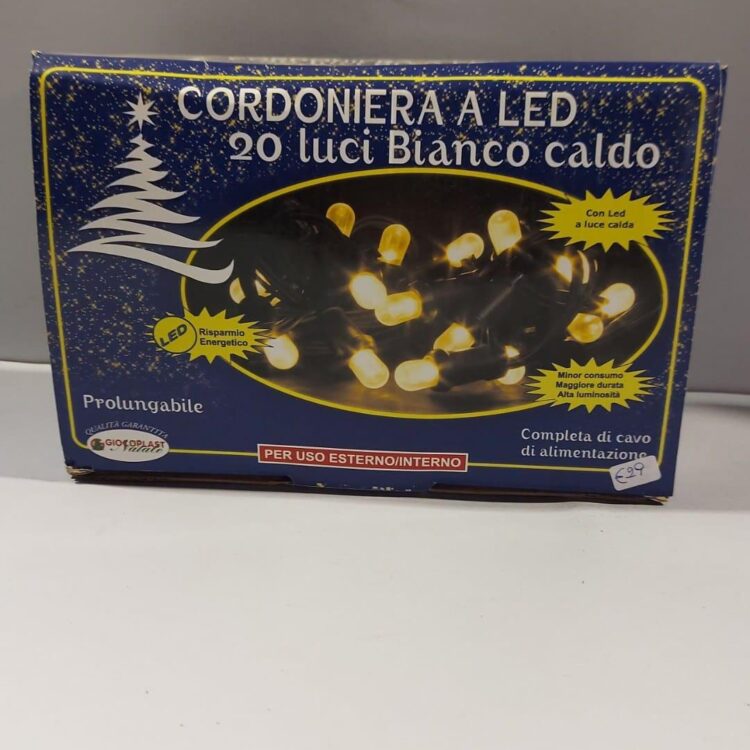 CORDONIERA A LED
20 luci Bianco caldo
Con Led
a luce calda
LED
Risparmio
Energetico
Minor consumo
Maggiore durata
Alta luminosità
Prolungabile
QUALITÀ GARANTITA
GIOCOPLAST
Natale
Completa di cavo
di alimentazione
PER USO ESTERNO/INTERNO
€29